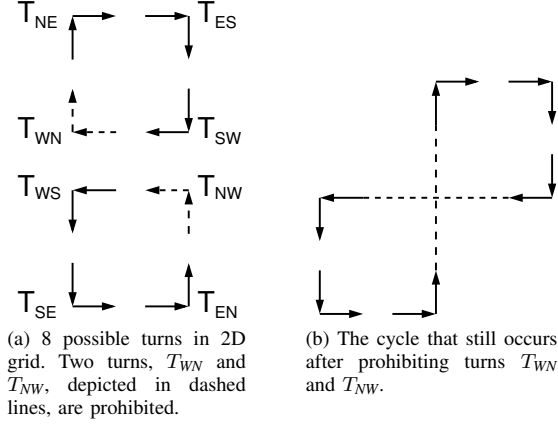 T_NE T_ES
T_WN T_SW
T_WS T_NW
T_SE T_EN
(a) 8 possible turns in 2D
grid. Two turns, T_WN and
T_NW, depicted in dashed
lines, are prohibited.
(b) The cycle that still occurs
after prohibiting turns T_WN
and T_NW.